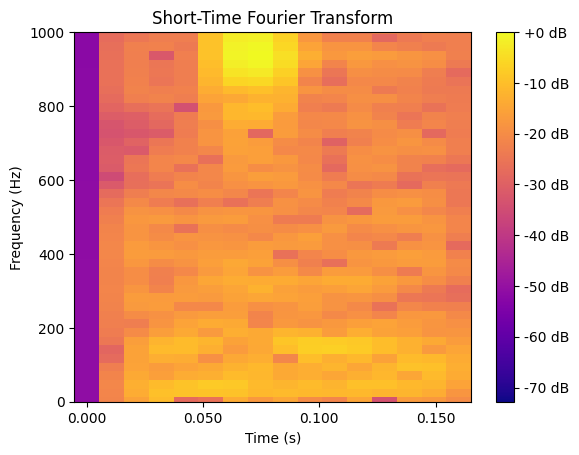 Short-Time Fourier Transform
1000
800
600
400
200
0
Frequency (Hz)
0.000
0.050
0.100
0.150
Time (s)
+0 dB
-10 dB
-20 dB
-30 dB
-40 dB
-50 dB
-60 dB
-70 dB